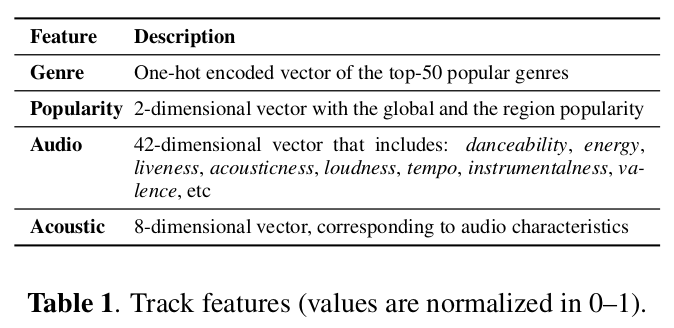 Feature Description
Genre One-hot encoded vector of the top-50 popular genres
Popularity 2-dimensional vector with the global and the region popularity
Audio 42-dimensional vector that includes: danceability, energy,
liveness, acousticness, loudness, tempo, instrumentalness, va-
lence, etc
Acoustic 8-dimensional vector, corresponding to audio characteristics
Table 1. Track features (values are normalized in 0–1).